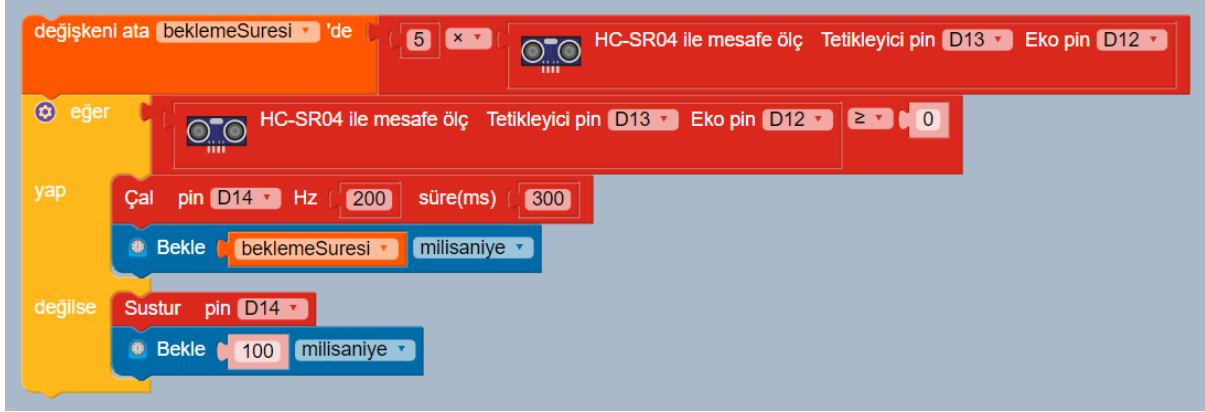 değişkeni ata beklemeSuresi 'de 5 × HC-SR04 ile mesafe ölç Tetikleyici pin D13 Eko pin D12
eğer HC-SR04 ile mesafe ölç Tetikleyici pin D13 Eko pin D12 ≥ 0
yap Çal pin D14 Hz 200 süre(ms) 300
Bekle beklemeSuresi milisaniye
değilse Sustur pin D14
Bekle 100 milisaniye